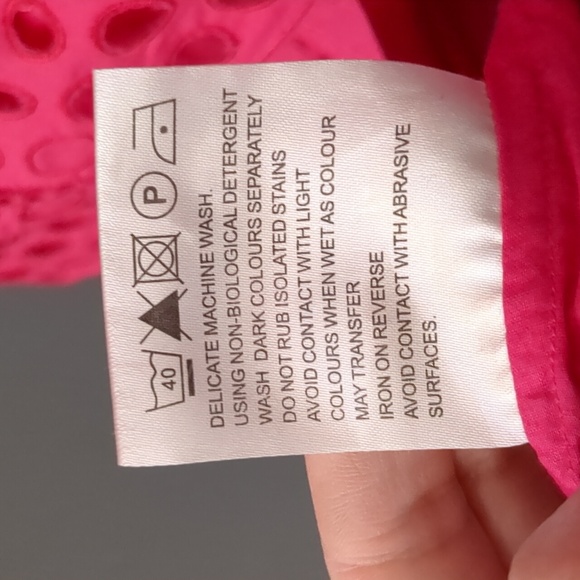 40 P
DELICATE MACHINE WASH.
USING NON-BIOLOGICAL DETERGENT
WASH DARK COLOURS SEPARATELY
DO NOT RUB ISOLATED STAINS
AVOID CONTACT WITH LIGHT
COLOURS WHEN WET AS COLOUR
MAY TRANSFER
IRON ON REVERSE
AVOID CONTACT WITH ABRASIVE
SURFACES.